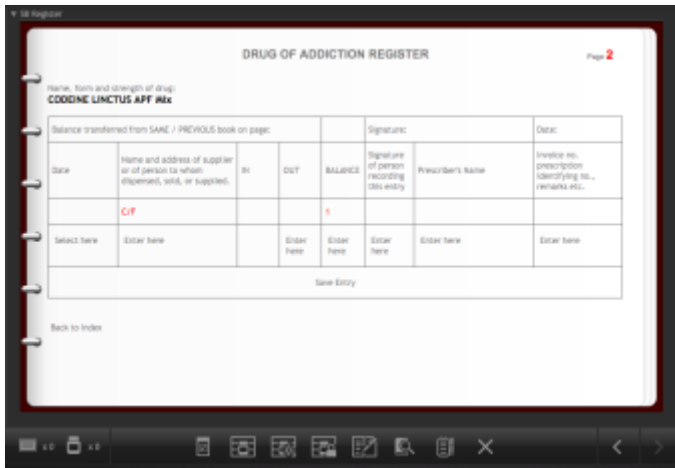 S8 Register
DRUG OF ADDICTION REGISTER
Page 2
Name, form and strength of drug:
CODEINE LINCTUS APF Mix
Balance transferred from SAME / PREVIOUS book on page:
Signature:
Date:
Date
Name and address of supplier
or of person to whom
dispensed, sold, or supplied.
IN
OUT
BALANCE
Signature
of person
recording
this entry
Prescriber's Name
Invoice no.
prescription
identifying no.,
remarks etc.
C/F
1
Select here
Enter here
Enter
here
Enter
here
Enter
here
Enter here
Enter here
Save Entry
Back to Index
x0
x0